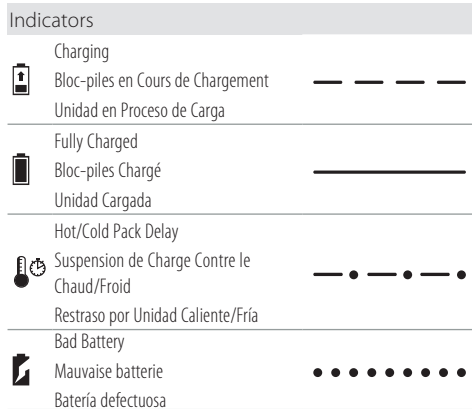 Indicators
Charging
Bloc-piles en Cours de Chargement
Unidad en Proceso de Carga
Fully Charged
Bloc-piles Chargé
Unidad Cargada
Hot/Cold Pack Delay
Suspension de Charge Contre le
Chaud/Froid
Restraso por Unidad Caliente/Fría
Bad Battery
Mauvaise batterie
Batería defectuosa